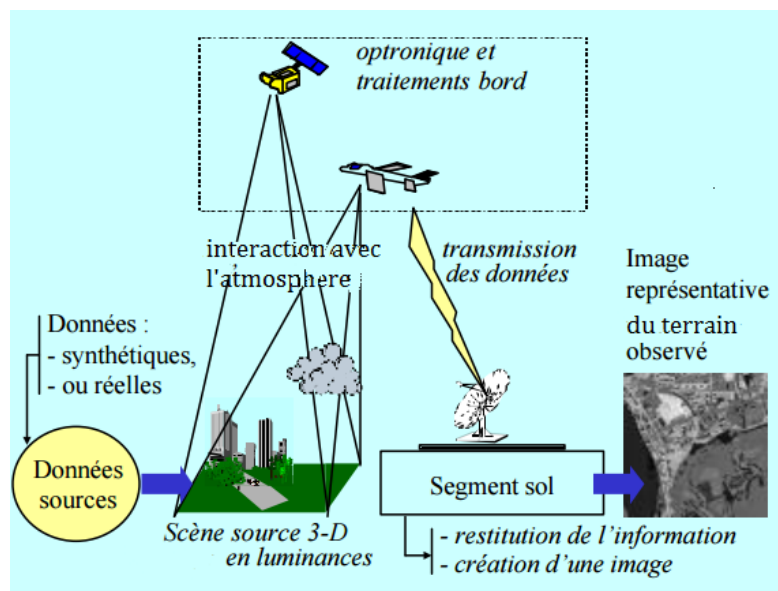 optronique et
traitements bord
interaction avec
l'atmosphere
transmission
des données
Image
représentative
du terrain
observé
Données :
- synthétiques,
- ou réelles
Données
sources
Scène source 3-D
en luminances
Segment sol
- restitution de l’information
- création d’une image